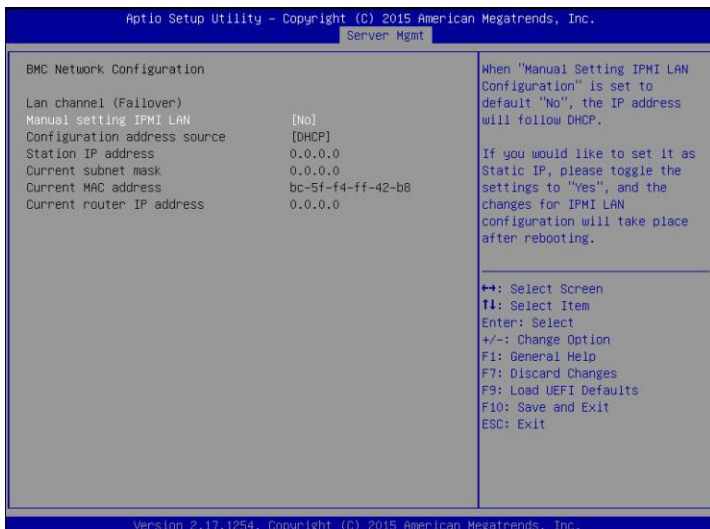 Aptio Setup Utility – Copyright (C) 2015 American Megatrends, Inc.
Server Mgmt
BMC Network Configuration
Lan channel (Failover)
Manual setting IPMI LAN [No]
Configuration address source [DHCP]
Station IP address 0.0.0.0
Current subnet mask 0.0.0.0
Current MAC address bc-5f-f4-ff-42-b8
Current router IP address 0.0.0.0
When "Manual Setting IPMI LAN
Configuration" is set to
default "No", the IP address
will follow DHCP.
If you would like to set it as
Static IP, please toggle the
settings to "Yes", and the
changes for IPMI LAN
configuration will take place
after rebooting.
↔: Select Screen
↑↓: Select Item
Enter: Select
+/-: Change Option
F1: General Help
F7: Discard Changes
F9: Load UEFI Defaults
F10: Save and Exit
ESC: Exit
Version 2.17.1254. Copyright (C) 2015 American Megatrends, Inc.